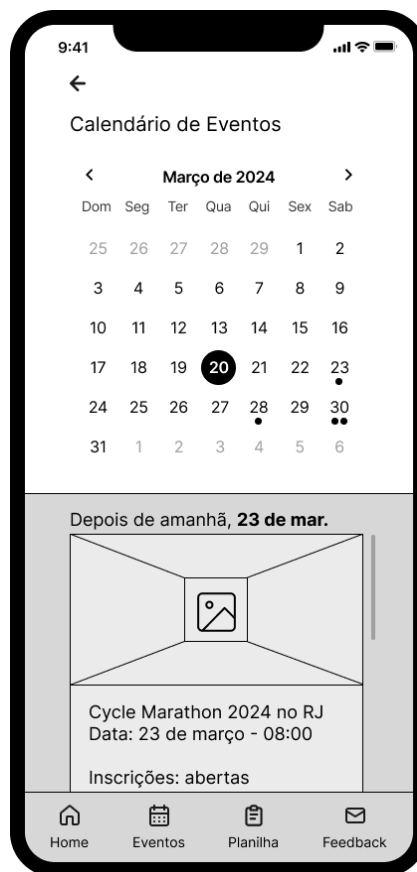 9:41
Calendário de Eventos
Março de 2024
Dom Seg Ter Qua Qui Sex Sab
25 26 27 28 29 1 2
3 4 5 6 7 8 9
10 11 12 13 14 15 16
17 18 19 20 21 22 23
24 25 26 27 28 29 30
31 1 2 3 4 5 6
Depois de amanhã, 23 de mar.
Cycle Marathon 2024 no RJ
Data: 23 de março - 08:00
Inscrições: abertas
Home Eventos Planilha Feedback